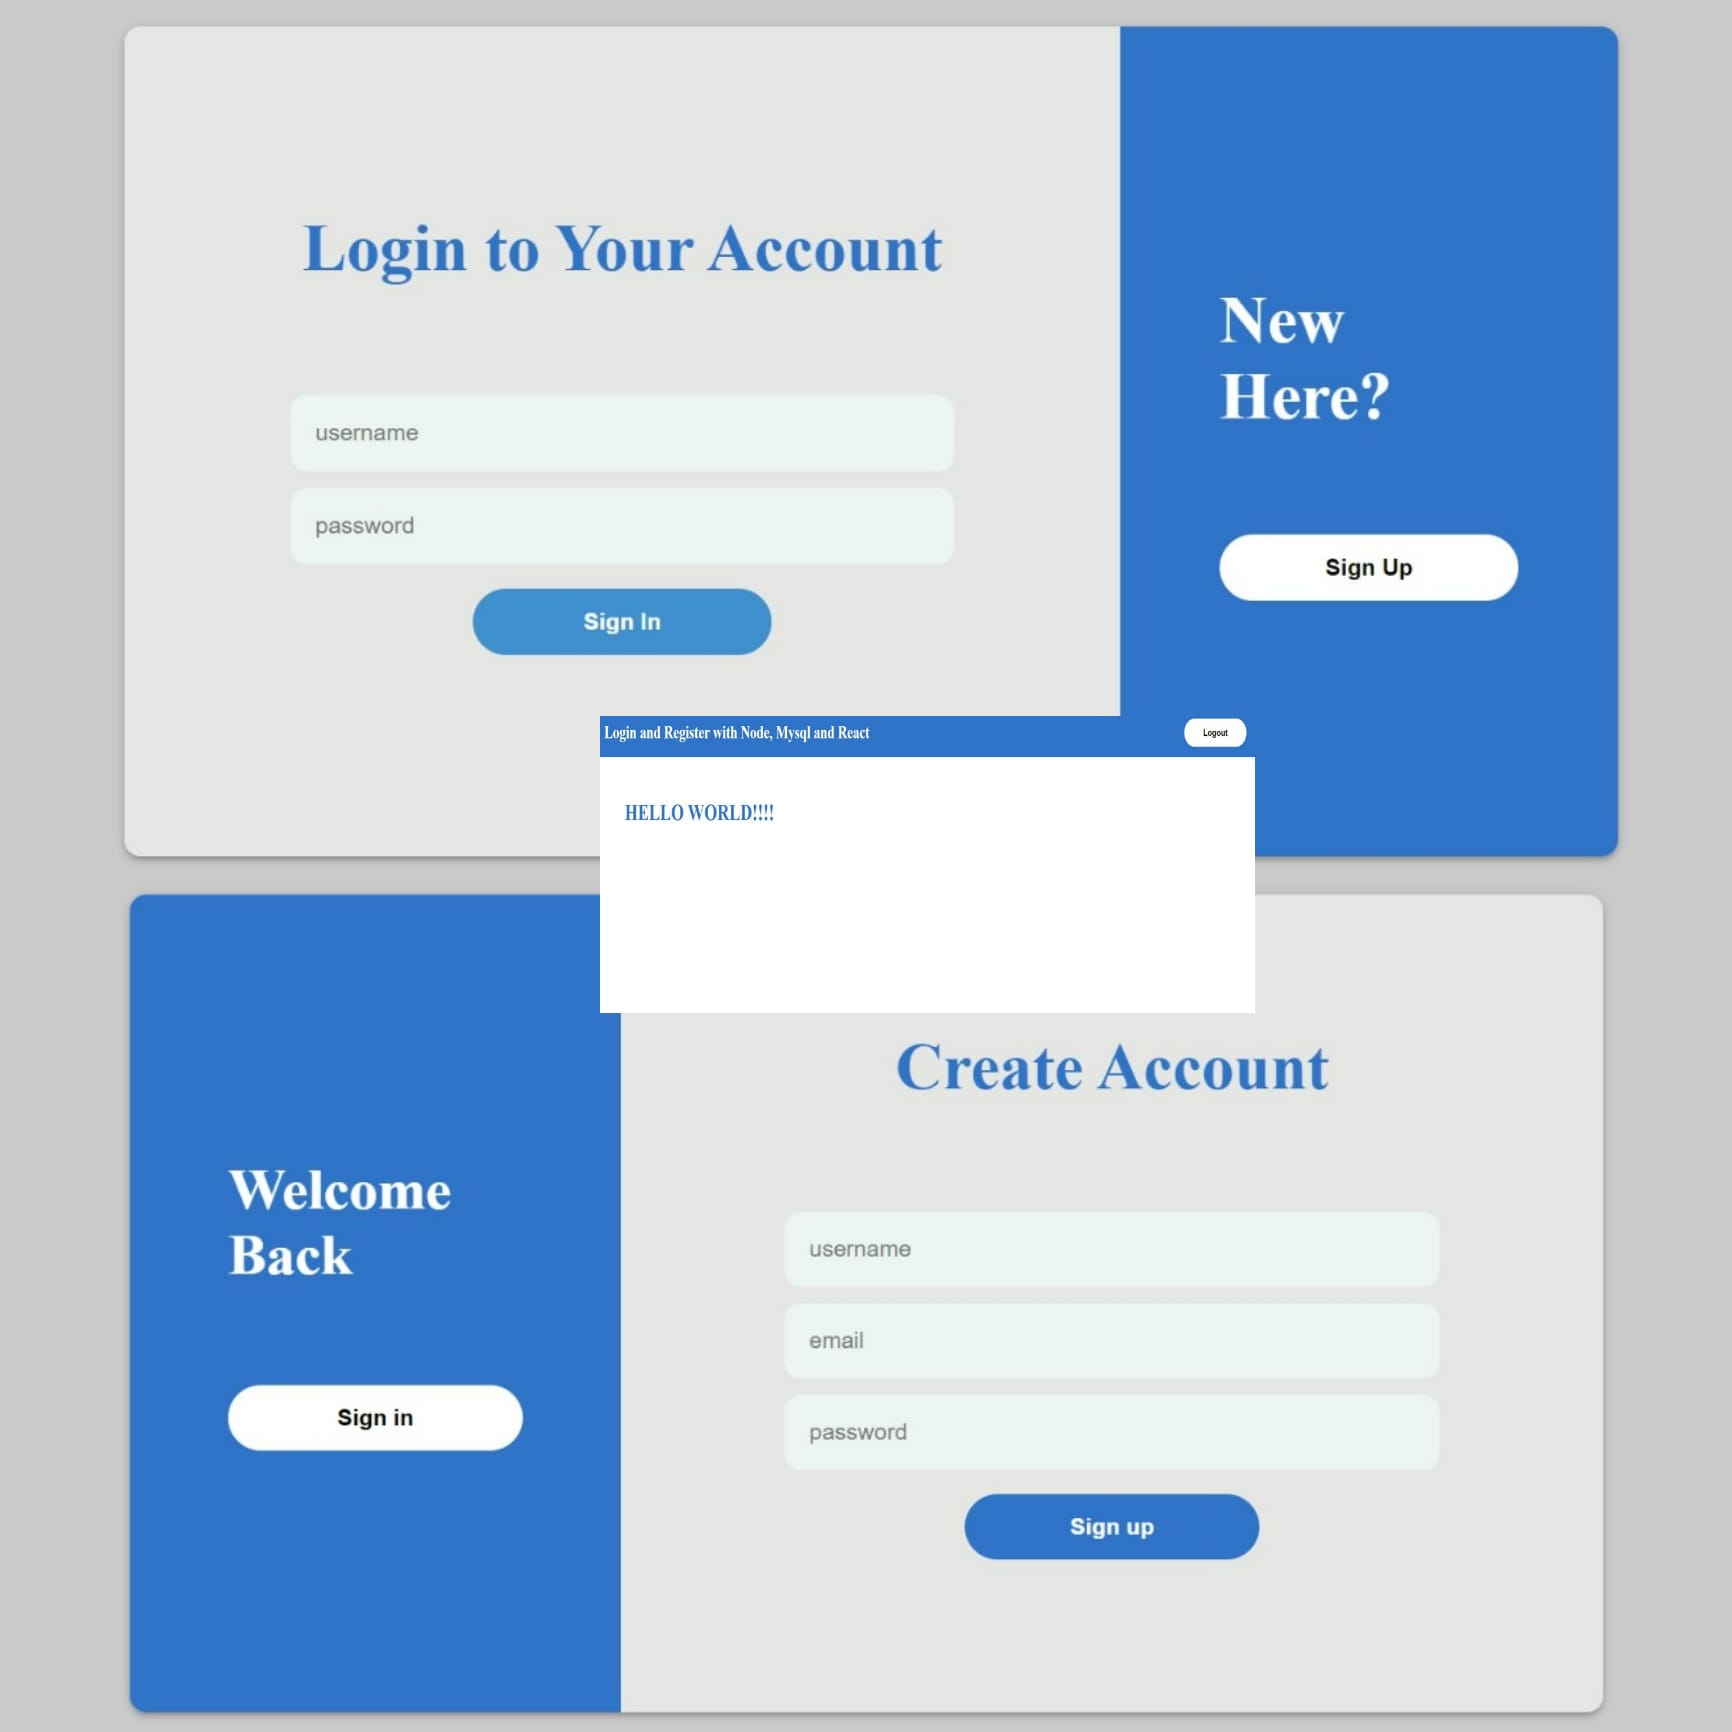 Login to Your Account
username
password
Sign In
New
Here?
Sign Up
Login and Register with Node, Mysql and React
Logout
HELLO WORLD!!!!
Welcome
Back
Sign in
Create Account
username
email
password
Sign up